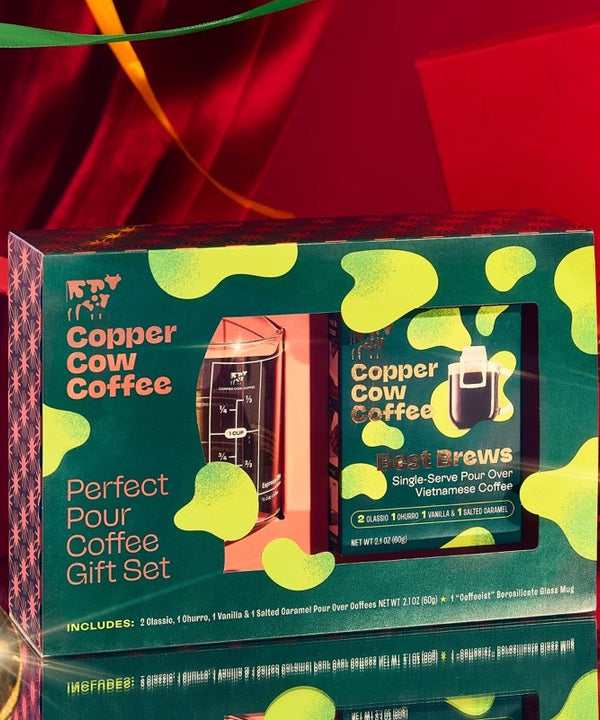 Copper
Cow
Coffee
Perfect
Pour
Coffee
Gift Set
COPPER COW COFFEE
3/4
1/2
1 CUP
1/4
2/3
Copper
Cow
Coffee
Best Brews
Single-Serve Pour Over
Vietnamese Coffee
2 CLASSIC 1 CHURRO 1 VANILLA & 1 SALTED CARAMEL
NET WT 2.1 OZ (60g)
INCLUDES: 2 Classic, 1 Churro, 1 Vanilla & 1 Salted Caramel Pour Over Coffees NET WT 2.1 OZ (60g) ★ 1 "Coffeeist" Borosilicate Glass Mug